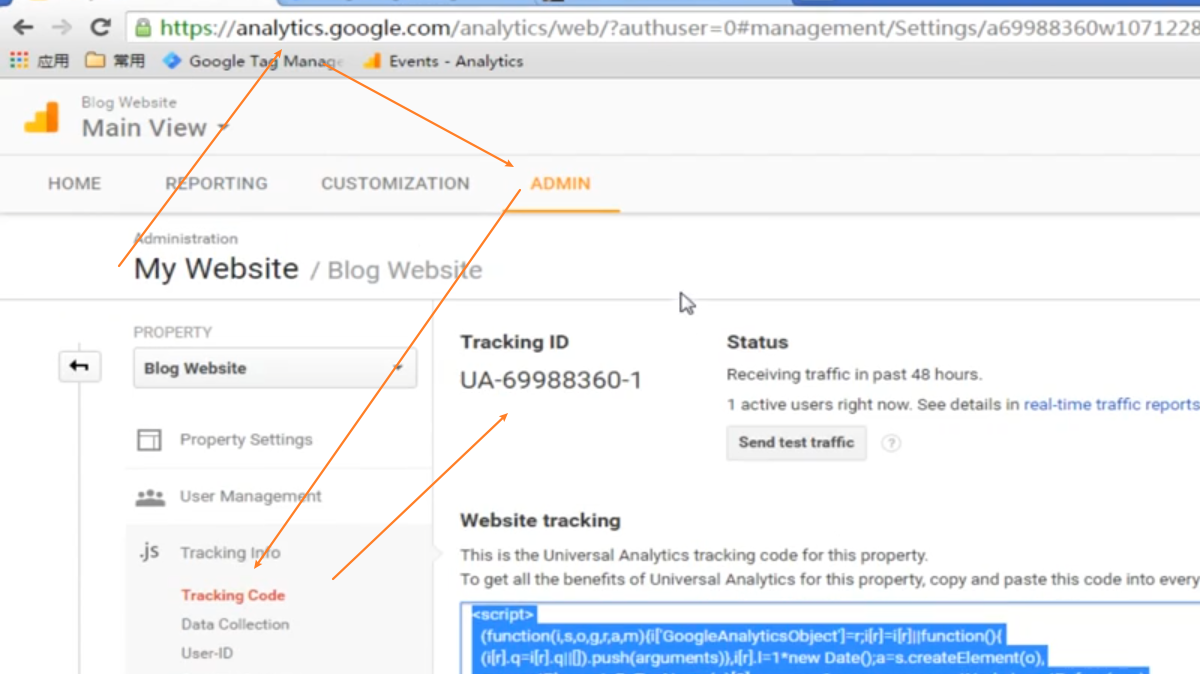 https://analytics.google.com/analytics/web/?authuser=0#management/Settings/a69988360w1071228
应用 常用 Google Tag Manage Events - Analytics
Blog Website
Main View
HOME REPORTING CUSTOMIZATION ADMIN
Administration
My Website / Blog Website
PROPERTY
Blog Website
Property Settings
User Management
.js Tracking Info
Tracking Code
Data Collection
User-ID
Tracking ID
UA-69988360-1
Status
Receiving traffic in past 48 hours.
1 active users right now. See details in real-time traffic reports
Send test traffic ?
Website tracking
This is the Universal Analytics tracking code for this property.
To get all the benefits of Universal Analytics for this property, copy and paste this code into every
<script>
(function(i,s,o,g,r,a,m){i['GoogleAnalyticsObject']=r;i[r]=i[r]||function(){
(i[r].q=i[r].q||[]).push(arguments)},i[r].l=1*new Date();a=s.createElement(o),